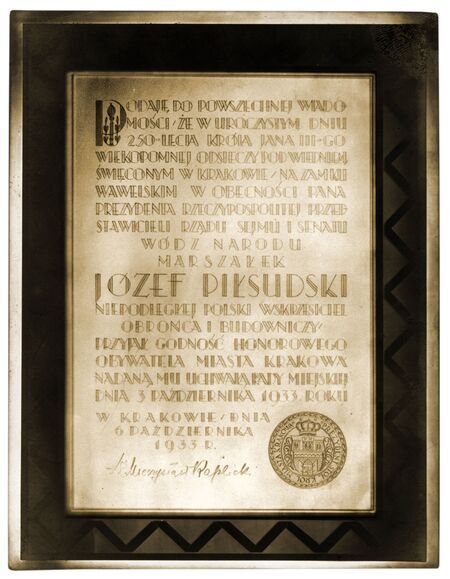 PODAJĘ DO POWSZECHNEJ WIADO-
MOŚCI, ŻE W UROCZYSTYM DNIU
250-LECIA KRÓLA JANA III-GO
WIEKOPOMNEJ ODSIECZY POD WIEDNIEM,
ŚWIĘCONYM W KRAKOWIE, NA ZAMKU
WAWELSKIM W OBECNOŚCI PANA
PREZYDENTA RZECZYPOSPOLITEJ PRZED-
STAWICIELI RZĄDU SEJMU I SENATU
WÓDZ NARODU
MARSZAŁEK
JÓZEF PIŁSUDSKI
NIEPODLEGŁEJ POLSKI WSKRZESICIEL
OBROŃCA I BUDOWNICZY,
PRZYJĄŁ GODNOŚĆ HONOROWEGO
OBYWATELA MIASTA KRAKOWA
NADANĄ MU UCHWAŁĄ RADY MIEJSKIEJ
DNIA 3 PAŹDZIERNIKA 1933 ROKU
W KRAKOWIE, DNIA
6 PAŹDZIERNIKA
1933 R.
Mieczysław Kaplicki